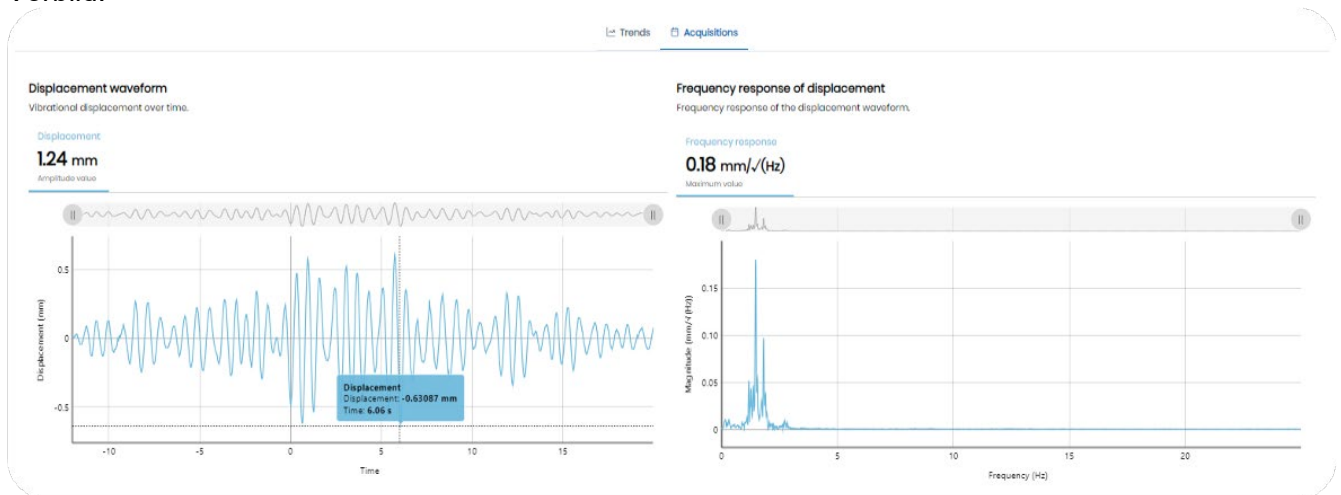 Trends Acquisitions
Displacement waveform
Vibrational displacement over time.
Displacement
1.24 mm
Amplitude value
0.5
0
-0.5
Displacement (mm)
-10 -5 0 5 10 15
Time
Displacement
Displacement: -0.63087 mm
Time: 6.06 s
Frequency response of displacement
Frequency response of the displacement waveform.
Frequency response
0.18 mm/√(Hz)
Maximum value
0.15
0.10
0.05
0
Magnitude (mm/√(Hz))
0 5 10 15 20
Frequency (Hz)